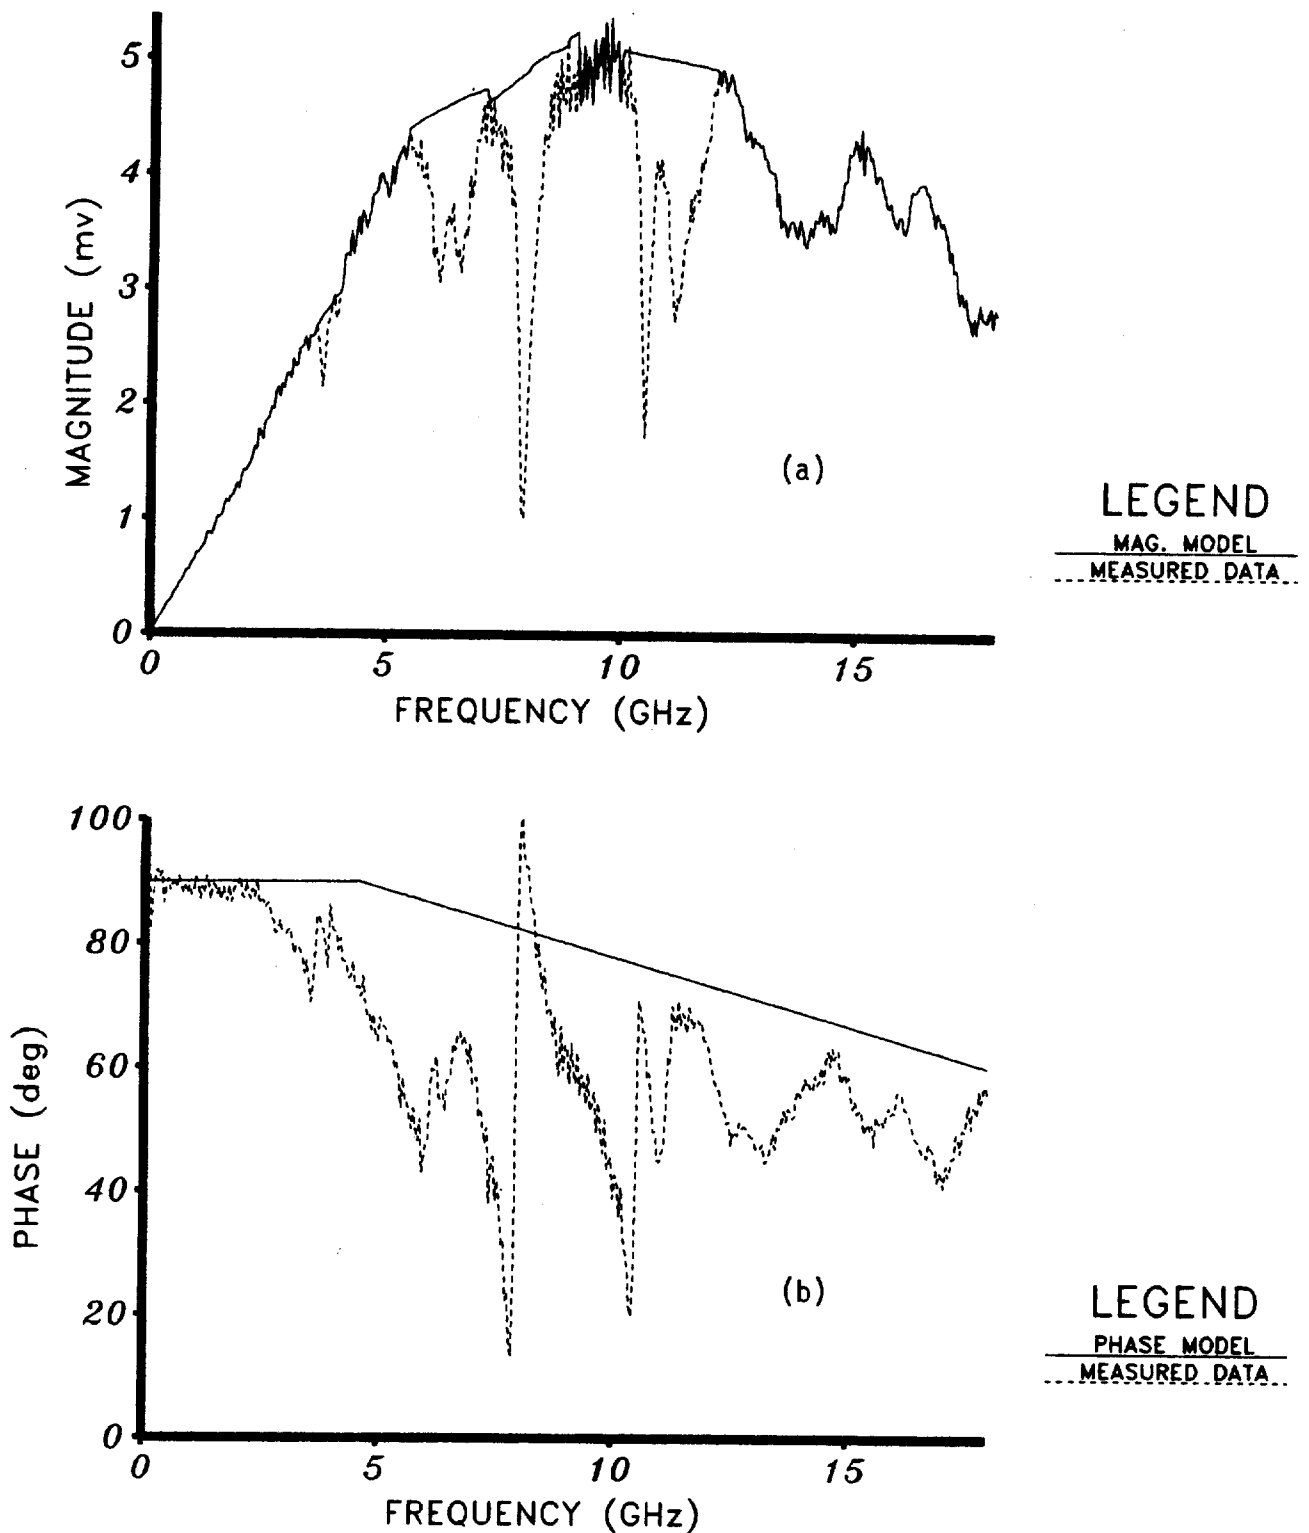 5
4
3
2
1
0
MAGNITUDE (mv)
0 5 10 15
FREQUENCY (GHz)
(a)
LEGEND
MAG. MODEL
MEASURED DATA
100
80
60
40
20
0
PHASE (deg)
0 5 10 15
FREQUENCY (GHz)
(b)
LEGEND
PHASE MODEL
MEASURED DATA